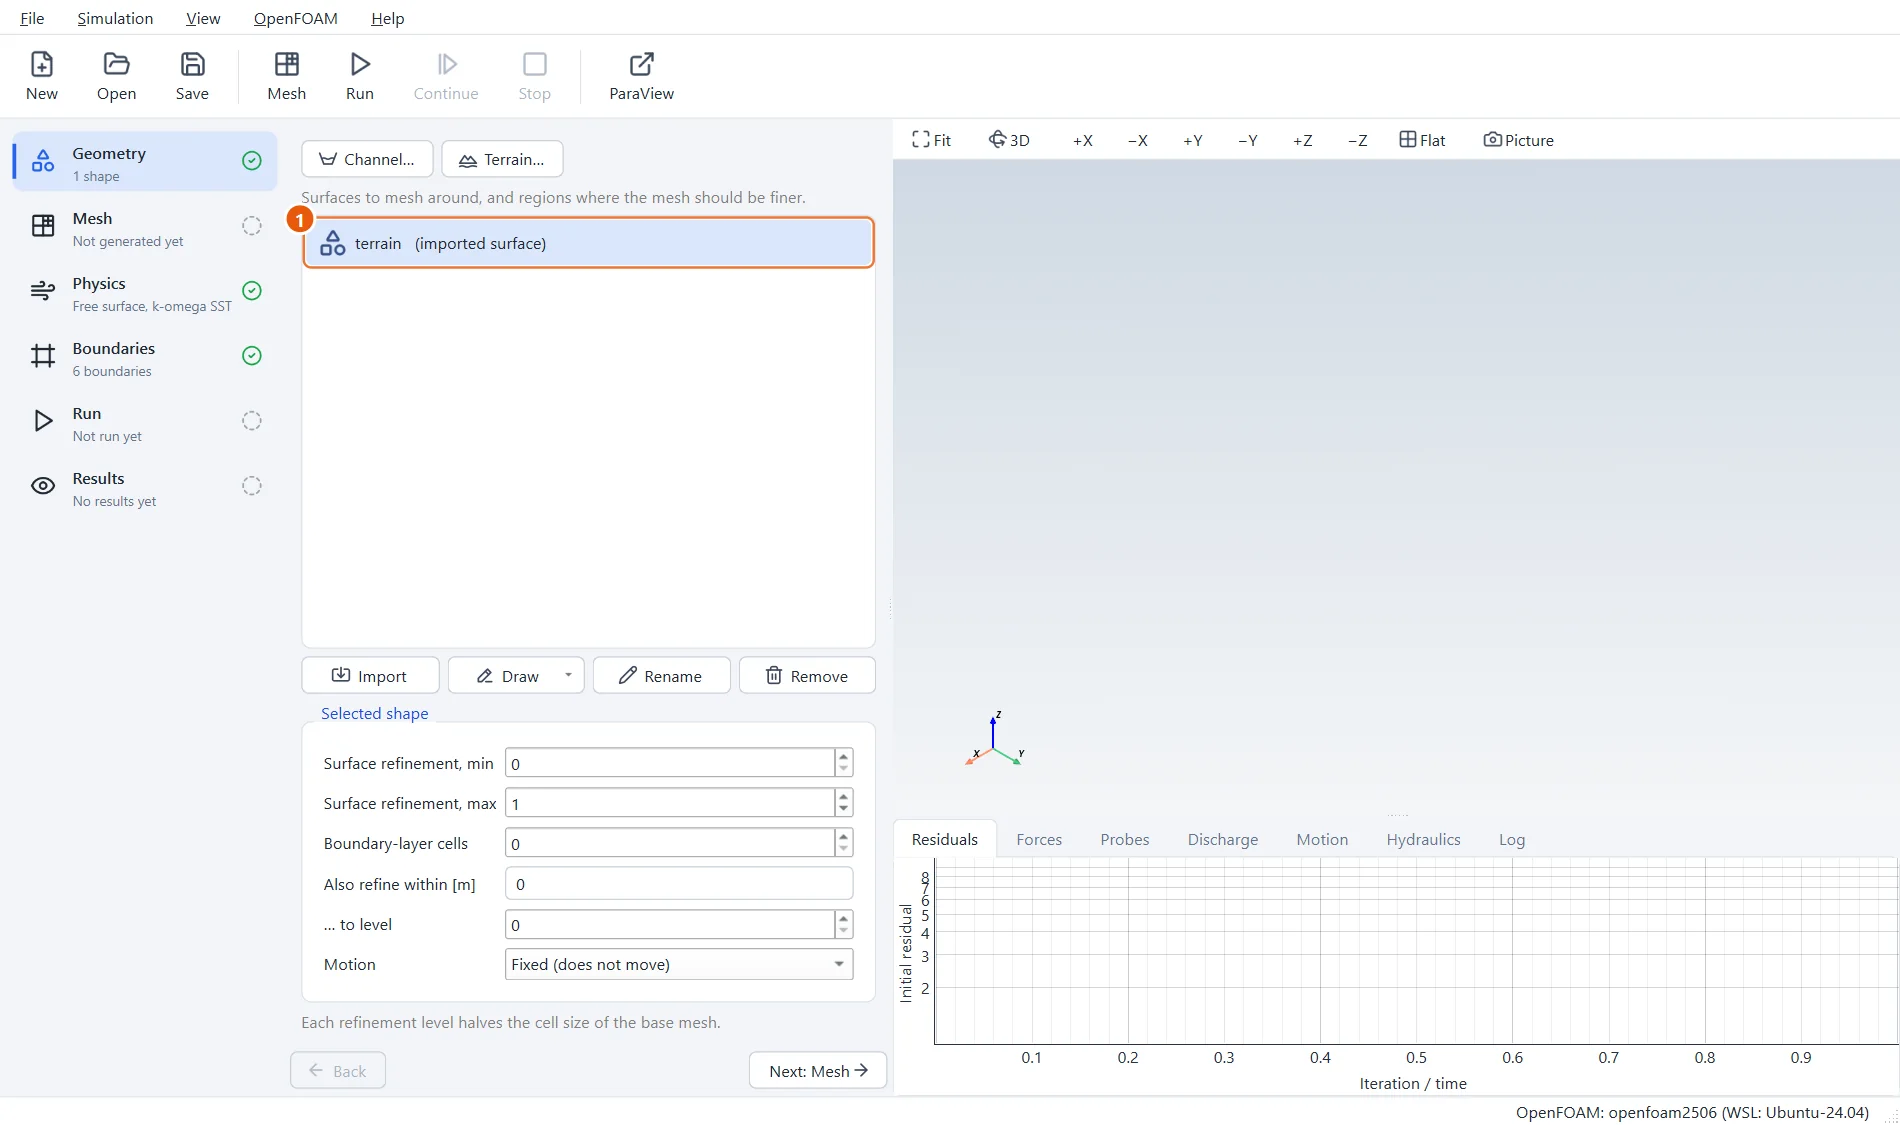 File Simulation View OpenFOAM Help
New Open Save Mesh Run Continue Stop ParaView
Geometry
1 shape
Mesh
Not generated yet
Physics
Free surface, k-omega SST
Boundaries
6 boundaries
Run
Not run yet
Results
No results yet
Channel... Terrain...
Surfaces to mesh around, and regions where the mesh should be finer.
1
terrain (imported surface)
Import Draw Rename Remove
Selected shape
Surface refinement, min 0
Surface refinement, max 1
Boundary-layer cells 0
Also refine within [m] 0
... to level 0
Motion Fixed (does not move)
Each refinement level halves the cell size of the base mesh.
Back Next: Mesh
Fit 3D +X −X +Y −Y +Z −Z Flat Picture
Z
X Y
Residuals Forces Probes Discharge Motion Hydraulics Log
8
7
6
5
4
3
2
Initial residual
0.1 0.2 0.3 0.4 0.5 0.6 0.7 0.8 0.9
Iteration / time
OpenFOAM: openfoam2506 (WSL: Ubuntu-24.04)